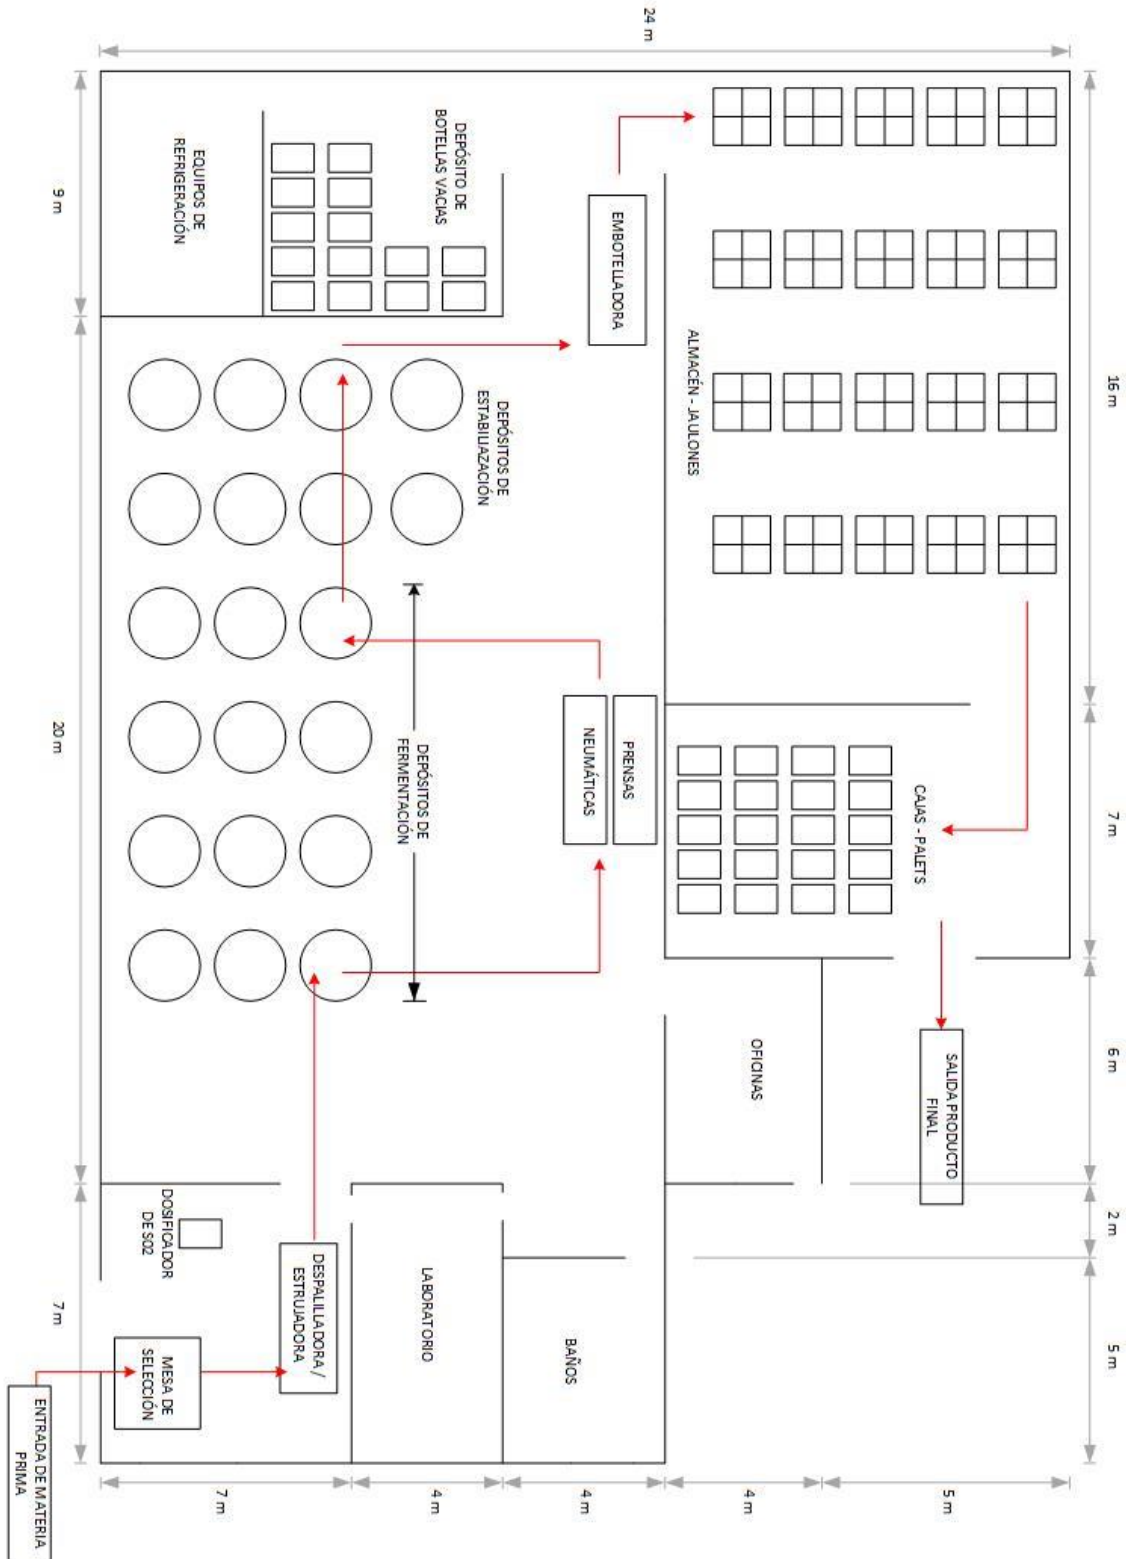 16 m
7 m
6 m
2 m
5 m
SALIDA PRODUCTO
FINAL
5 m
CAJAS - PALETS
OFICINAS
4 m
ALMACÉN - JAULONES
24 m
EMBOTELLADORA
PRENSAS
NEUMÁTICAS
BAÑOS
4 m
DEPÓSITO DE
BOTELLAS VACIAS
DEPÓSITOS DE
ESTABILIAZACIÓN
DEPÓSITOS DE
FERMENTACIÓN
LABORATORIO
4 m
DESPALILLADORA /
ESTRUJADORA
EQUIPOS DE
REFRIGERACIÓN
DOSIFICADOR
DE SO2
MESA DE
SELECCIÓN
7 m
9 m
20 m
7 m
ENTRADA DE MATERIA
PRIMA